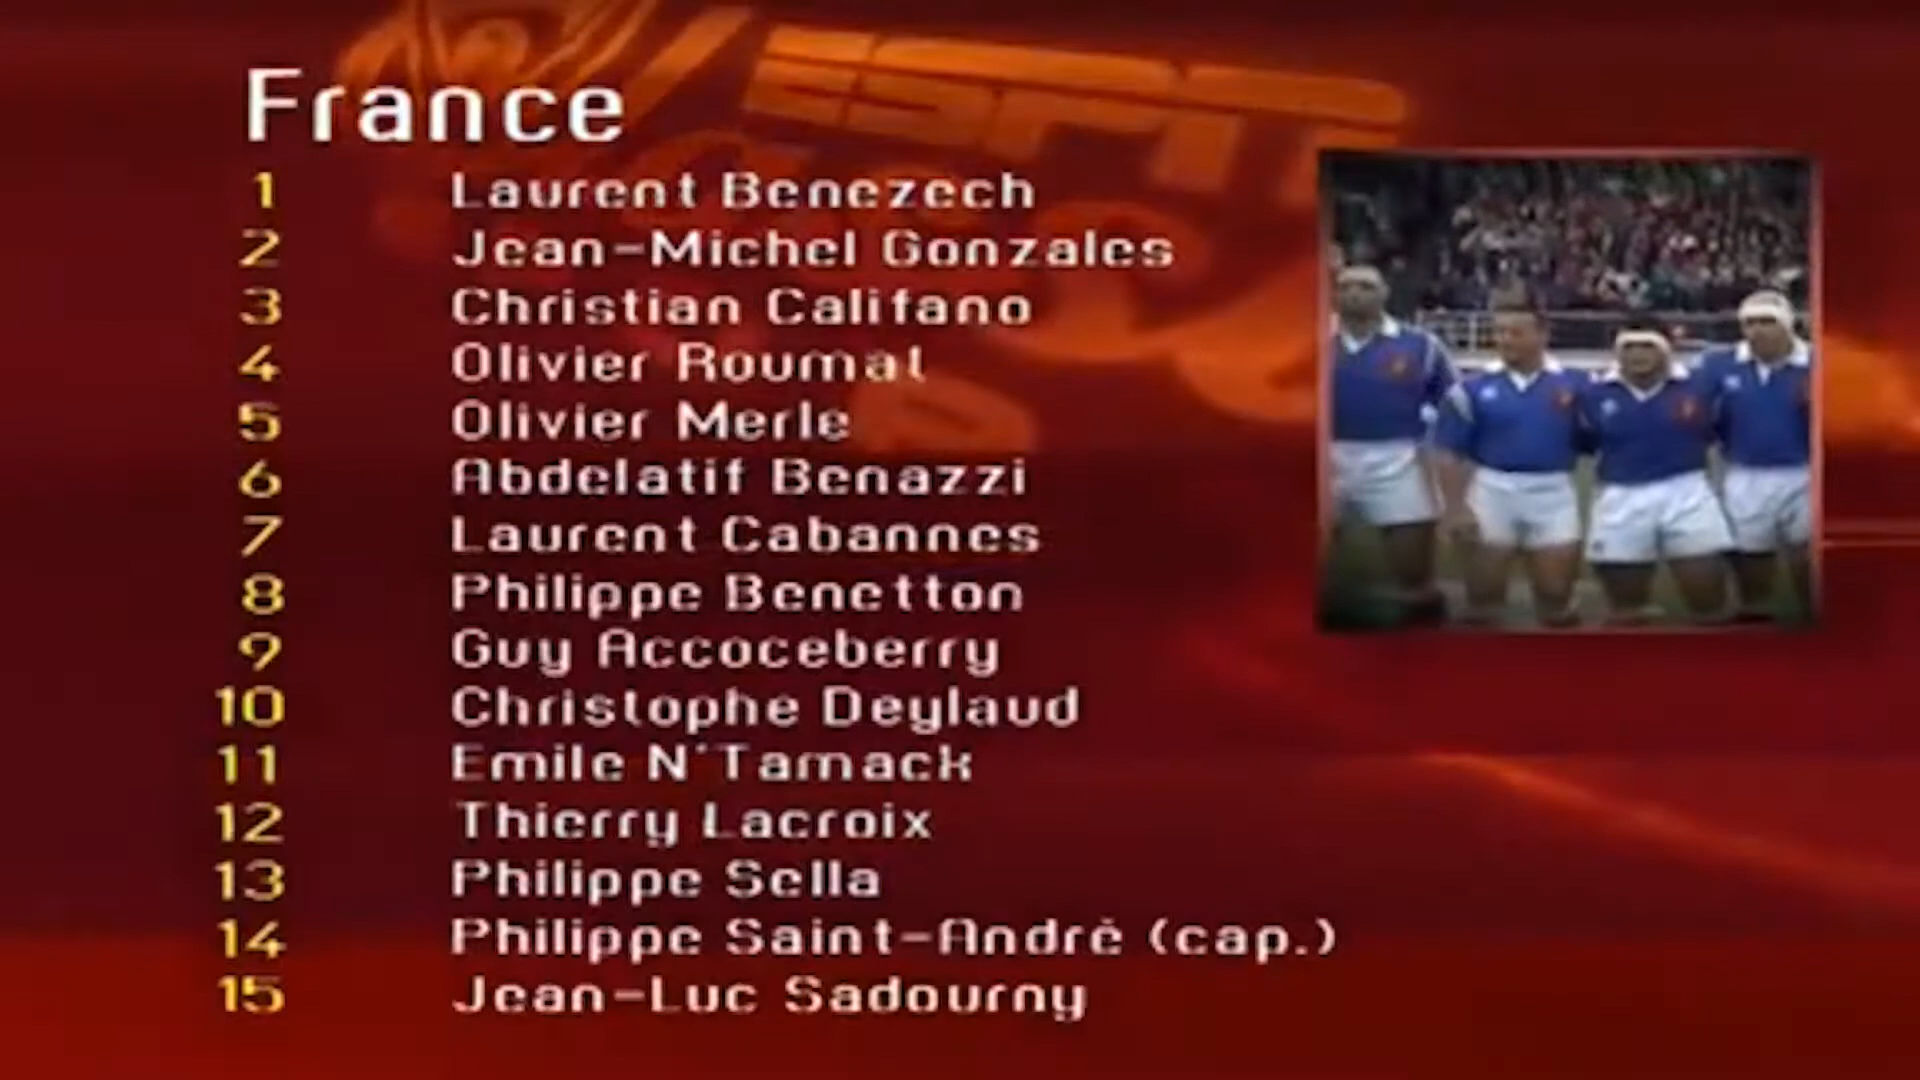 ESPN
France
1 Laurent Benezech
2 Jean-Michel Gonzales
3 Christian Califano
4 Olivier Roumat
5 Olivier Merle
6 Abdelatif Benazzi
7 Laurent Cabannes
8 Philippe Benetton
9 Guy Accoceberry
10 Christophe Deylaud
11 Emile N'Tamack
12 Thierry Lacroix
13 Philippe Sella
14 Philippe Saint-André (cap.)
15 Jean-Luc Sadourny